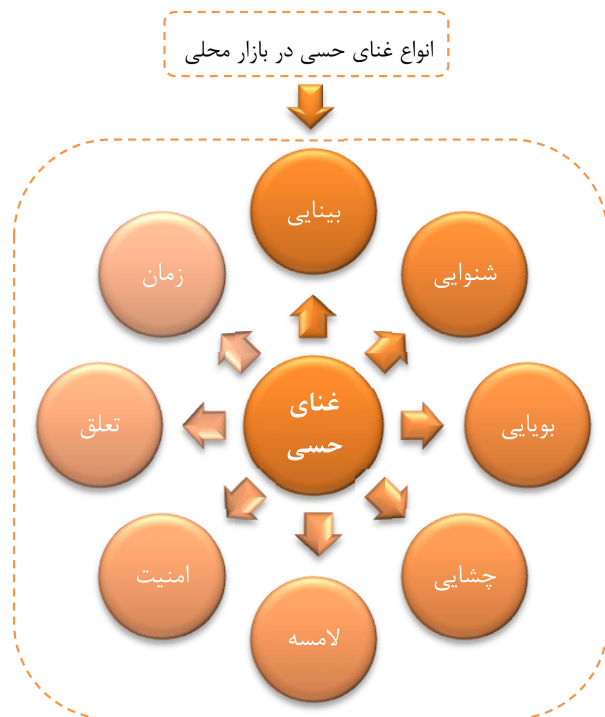 انواع غنای حسی در بازار محلی
بینایی
شنوایی
بویایی
چشایی
لامسه
امنیت
تعلق
زمان
غنای
حسی